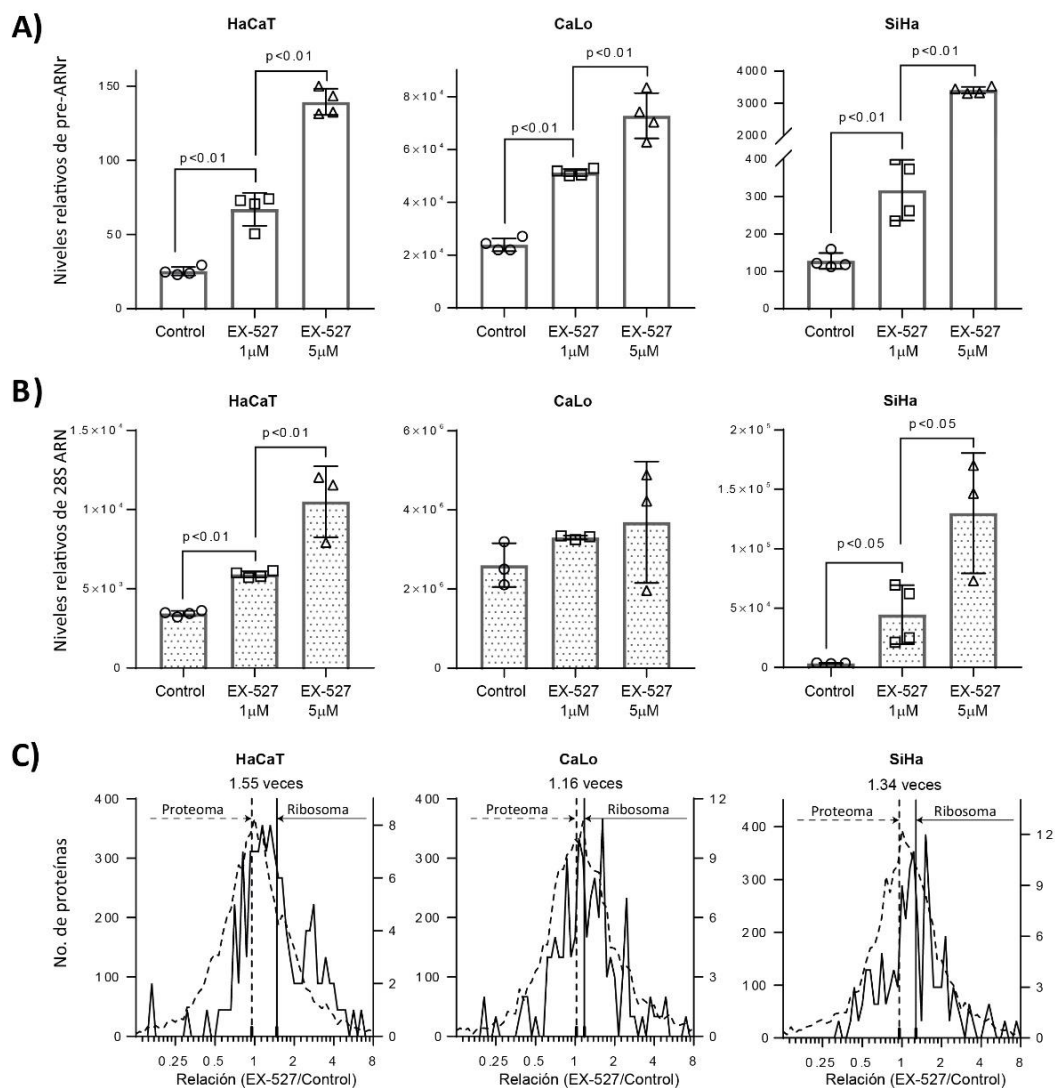 A)
HaCaT
CaLo
SiHa
Niveles relativos de pre-ARNr
150
100
50
0
p<0.01
p<0.01
Control
EX-527
1μM
EX-527
5μM
8×10⁴
6×10⁴
4×10⁴
2×10⁴
0
p<0.01
p<0.01
Control
EX-527
1μM
EX-527
5μM
4000
3000
2000
400
300
200
100
0
p<0.01
p<0.01
Control
EX-527
1μM
EX-527
5μM
B)
HaCaT
CaLo
SiHa
Niveles relativos de 28S ARN
1.5×10⁴
1×10⁴
5×10³
0
p<0.01
p<0.01
Control
EX-527
1μM
EX-527
5μM
6×10⁶
4×10⁶
2×10⁶
0
Control
EX-527
1μM
EX-527
5μM
2×10⁵
1.5×10⁵
1×10⁵
5×10⁴
0
p<0.05
p<0.05
Control
EX-527
1μM
EX-527
5μM
C)
HaCaT
CaLo
SiHa
1.55 veces
1.16 veces
1.34 veces
No. de proteínas
Proteoma
Ribosoma
400
300
200
100
0
8
6
4
2
0
0.25 0.5 1 2 4 8
Relación (EX-527/Control)
Proteoma
Ribosoma
400
300
200
100
0
12
9
6
3
0
0.25 0.5 1 2 4 8
Relación (EX-527/Control)
Proteoma
Ribosoma
400
300
200
100
0
12
9
6
3
0
0.25 0.5 1 2 4 8
Relación (EX-527/Control)